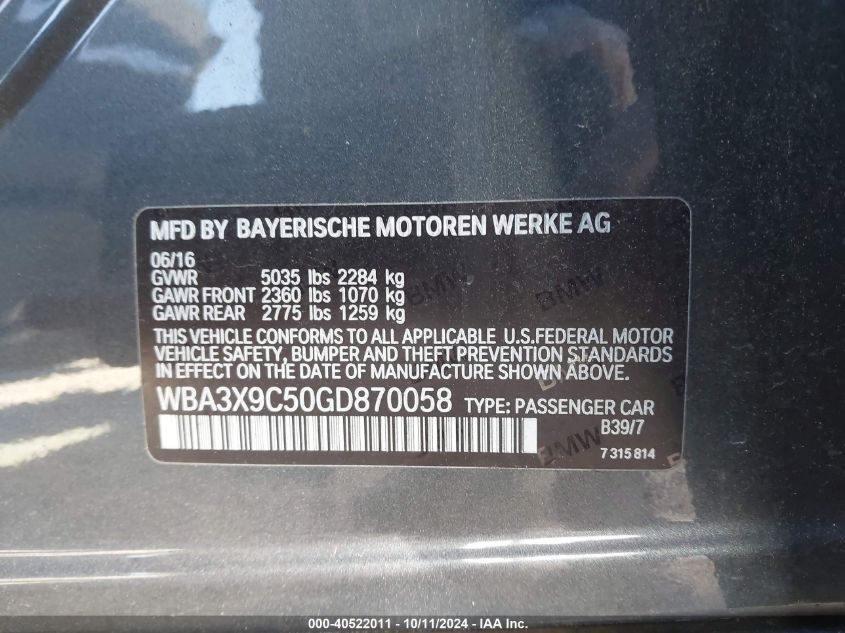 MFD BY BAYERISCHE MOTOREN WERKE AG
06/16
GVWR 5035 lbs 2284 kg
GAWR FRONT 2360 lbs 1070 kg
GAWR REAR 2775 lbs 1259 kg
THIS VEHICLE CONFORMS TO ALL APPLICABLE U.S.FEDERAL MOTOR
VEHICLE SAFETY, BUMPER AND THEFT PREVENTION STANDARDS
IN EFFECT ON THE DATE OF MANUFACTURE SHOWN ABOVE.
WBA3X9C50GD870058 TYPE: PASSENGER CAR
B39/7
7 315 814
BMW
BMW
BMW
000-40522011 - 10/11/2024 - IAA Inc.